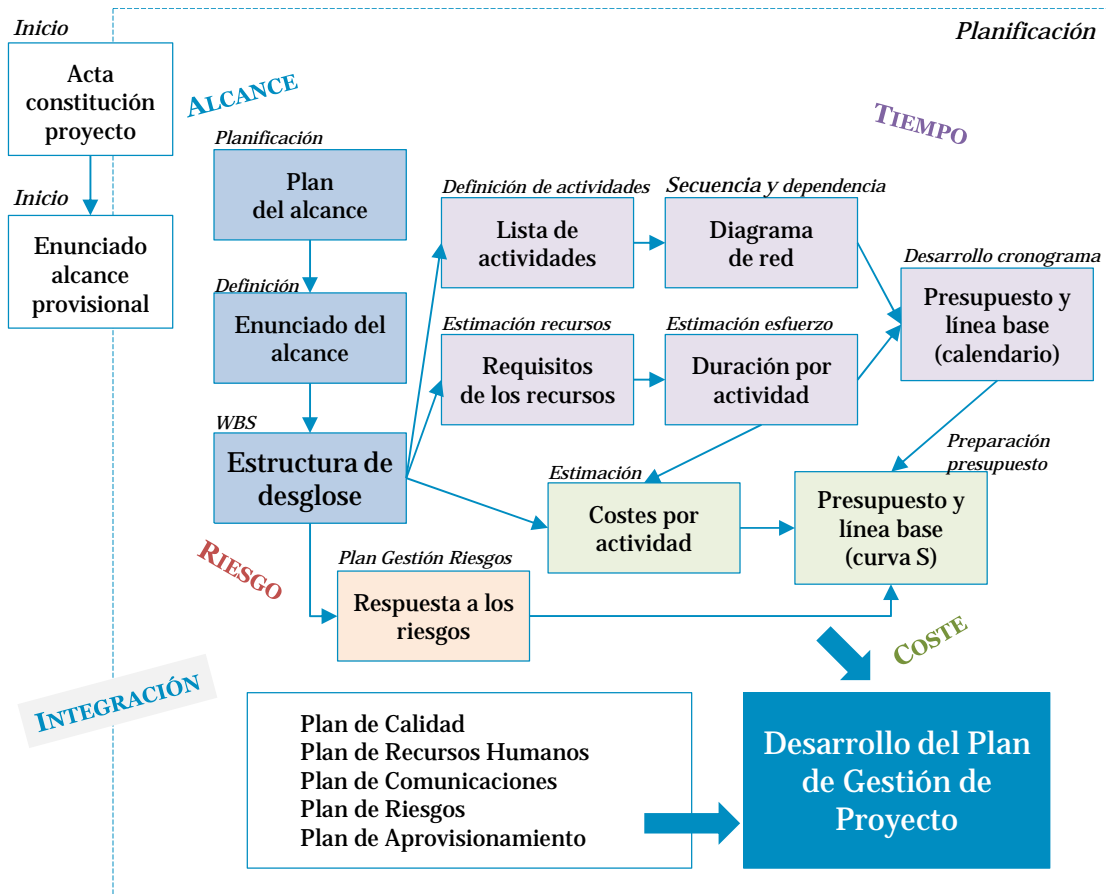 Inicio
Planificación
Acta
constitución
proyecto
ALCANCE
TIEMPO
Planificación
Plan
del alcance
Inicio
Enunciado
alcance
provisional
Definición de actividades
Lista de
actividades
Secuencia y dependencia
Diagrama
de red
Desarrollo cronograma
Presupuesto y
línea base
(calendario)
Definición
Enunciado del
alcance
Estimación recursos
Requisitos
de los recursos
Estimación esfuerzo
Duración por
actividad
WBS
Estructura de
desglose
Estimación
Costes por
actividad
Preparación
presupuesto
Presupuesto y
línea base
(curva S)
RIESGO
Plan Gestión Riesgos
Respuesta a los
riesgos
COSTE
INTEGRACIÓN
Plan de Calidad
Plan de Recursos Humanos
Plan de Comunicaciones
Plan de Riesgos
Plan de Aprovisionamiento
Desarrollo del Plan
de Gestión de
Proyecto